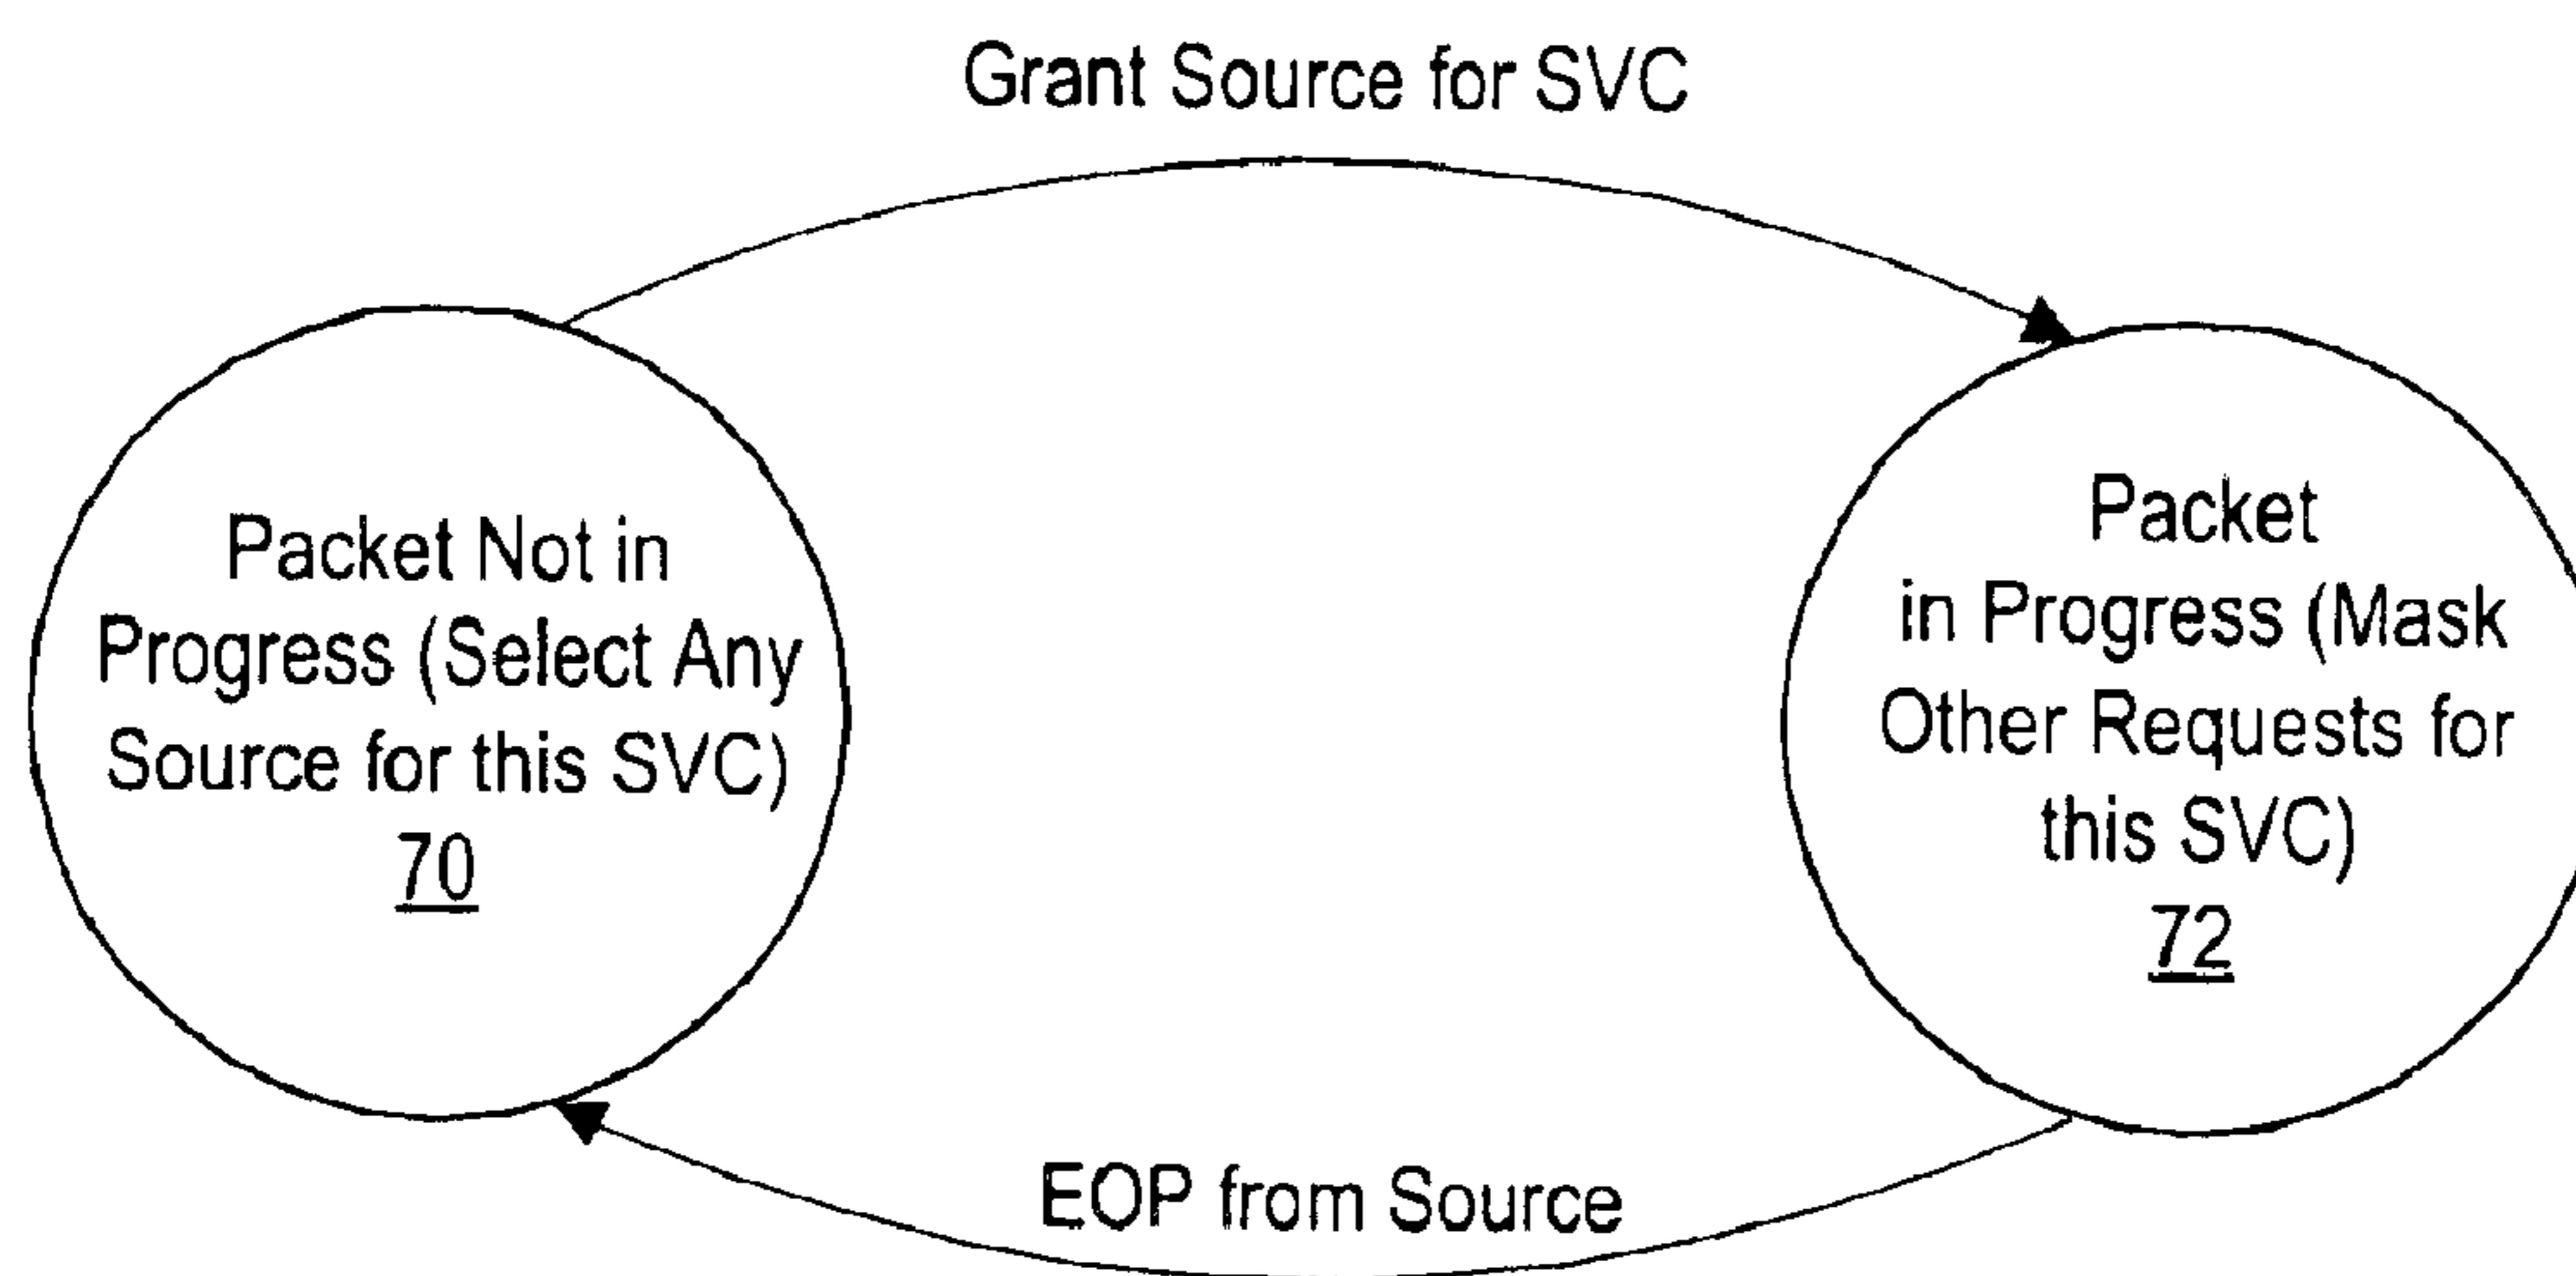 Grant Source for SVC
Packet Not in
Progress (Select Any
Source for this SVC)
70
Packet
in Progress (Mask
Other Requests for
this SVC)
72
EOP from Source